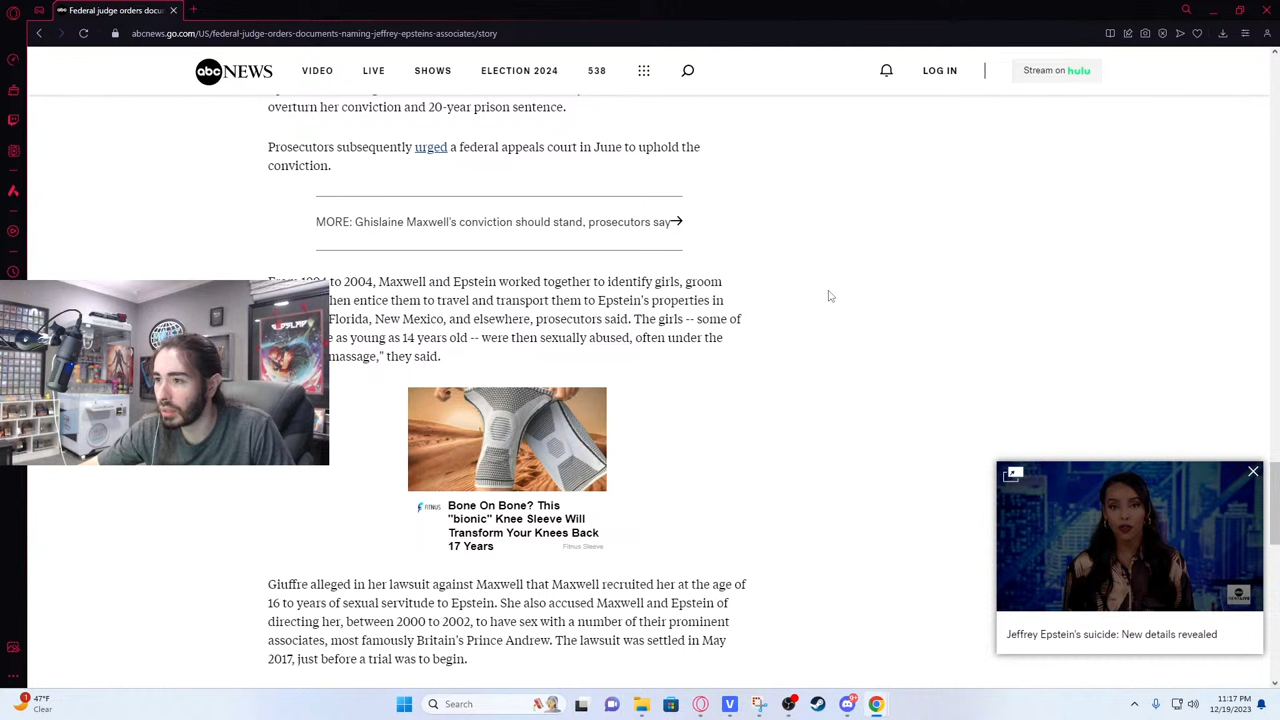 Federal judge orders docum
abcnews.go.com/US/federal-judge-orders-documents-naming-jeffrey-epsteins-associates/story
abc NEWS VIDEO LIVE SHOWS ELECTION 2024 538 LOG IN Stream on hulu
overturn her conviction and 20-year prison sentence.
Prosecutors subsequently urged a federal appeals court in June to uphold the
conviction.
MORE: Ghislaine Maxwell's conviction should stand, prosecutors say
to 2004, Maxwell and Epstein worked together to identify girls, groom
hen entice them to travel and transport them to Epstein's properties in
Florida, New Mexico, and elsewhere, prosecutors said. The girls -- some of
e as young as 14 years old -- were then sexually abused, often under the
massage," they said.
FITNUS
Bone On Bone? This
"bionic" Knee Sleeve Will
Transform Your Knees Back
17 Years
Fitnus Sleeve
Giuffre alleged in her lawsuit against Maxwell that Maxwell recruited her at the age of
16 to years of sexual servitude to Epstein. She also accused Maxwell and Epstein of
directing her, between 2000 to 2002, to have sex with a number of their prominent
associates, most famously Britain's Prince Andrew. The lawsuit was settled in May
2017, just before a trial was to begin.
Jeffrey Epstein's suicide: New details revealed
1
47°F
Clear
Search
11:17 PM
12/19/2023